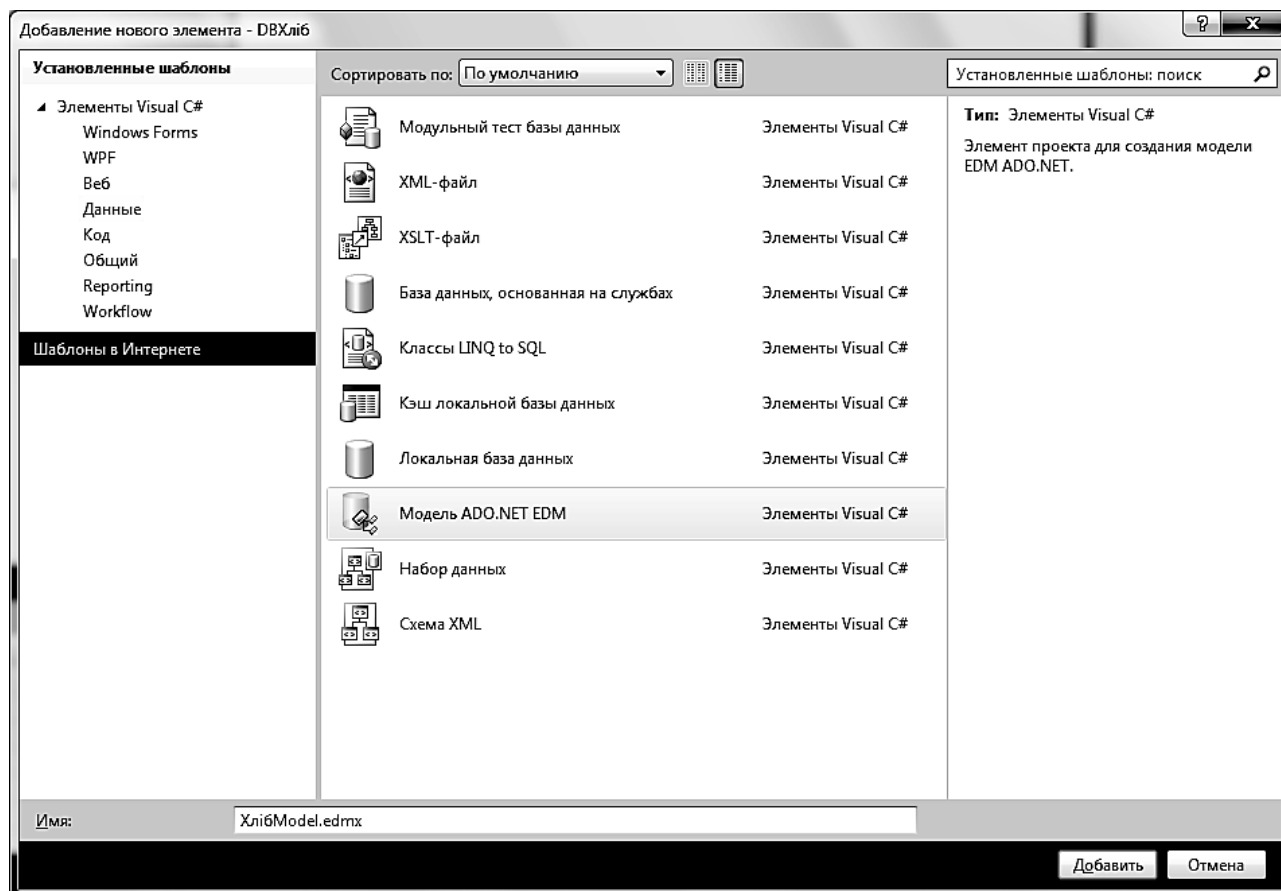 Добавление нового элемента - DBХліб
Установленные шаблоны
Элементы Visual C#
Windows Forms
WPF
Веб
Данные
Код
Общий
Reporting
Workflow
Шаблоны в Интернете
Сортировать по: По умолчанию
Модульный тест базы данных Элементы Visual C#
XML-файл Элементы Visual C#
XSLT-файл Элементы Visual C#
База данных, основанная на службах Элементы Visual C#
Классы LINQ to SQL Элементы Visual C#
Кэш локальной базы данных Элементы Visual C#
Локальная база данных Элементы Visual C#
Модель ADO.NET EDM Элементы Visual C#
Набор данных Элементы Visual C#
Схема XML Элементы Visual C#
Установленные шаблоны: поиск
Тип: Элементы Visual C#
Элемент проекта для создания модели
EDM ADO.NET.
Имя: ХлібModel.edmx
Добавить Отмена